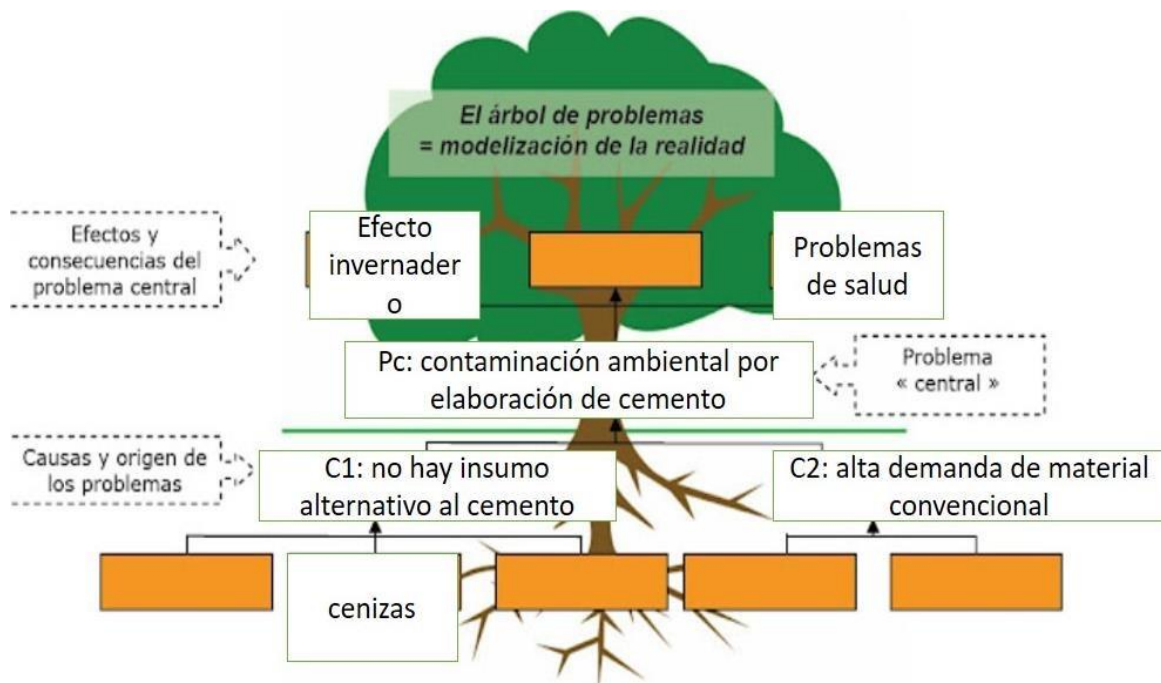 El árbol de problemas
= modelización de la realidad
Efectos y
consecuencias del
problema central
Efecto
invernader
o
Problemas
de salud
Pc: contaminación ambiental por
elaboración de cemento
Problema
« central »
Causas y origen de
los problemas
C1: no hay insumo
alternativo al cemento
C2: alta demanda de material
convencional
cenizas